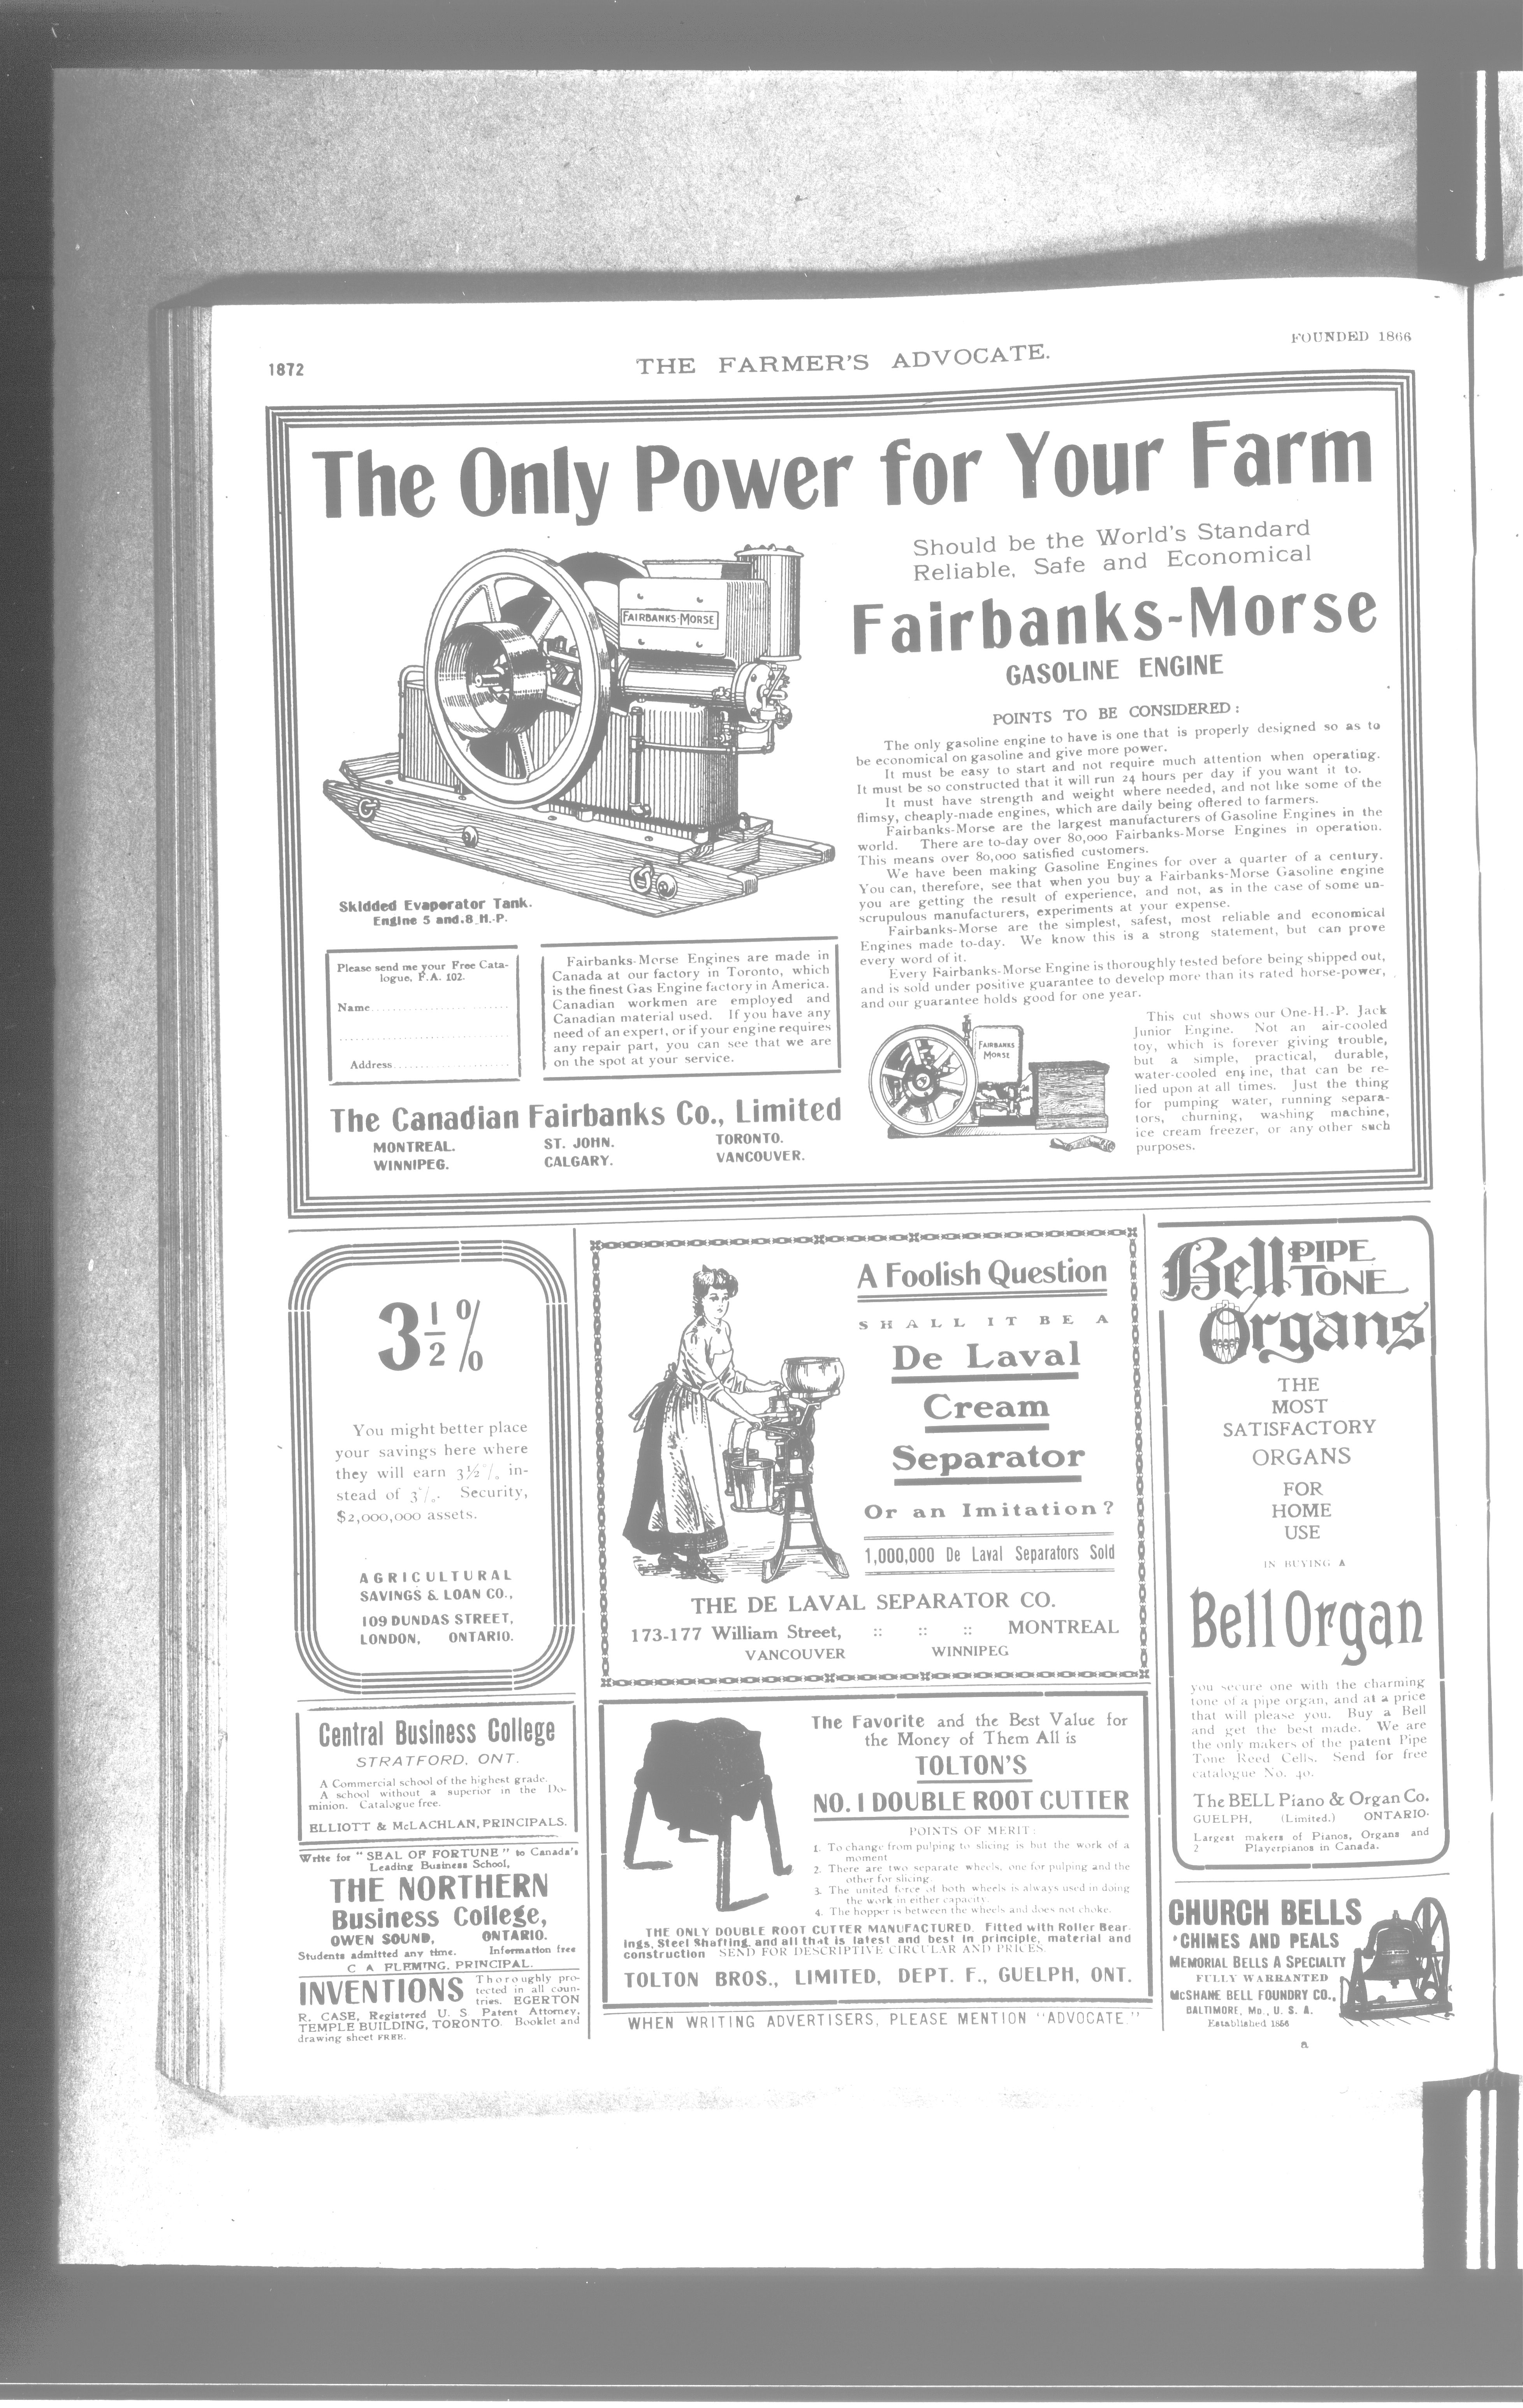 1872
THE FARMER'S ADVOCATE.
FOUNDED 1866
The Only Power for Your Farm
FAIRBANKS-MORSE
Skidded Evaporator Tank.
Engine 5 and 8 H.-P.
Should be the World's Standard
Reliable, Safe and Economical
Fairbanks-Morse
GASOLINE ENGINE
POINTS TO BE CONSIDERED:
The only gasoline engine to have is one that is properly designed so as to
be economical on gasoline and give more power.
It must be easy to start and not require much attention when operating.
It must be so constructed that it will run 24 hours per day if you want it to.
It must have strength and weight where needed, and not like some of the
flimsy, cheaply-made engines, which are daily being offered to farmers.
Fairbanks-Morse are the largest manufacturers of Gasoline Engines in the
world. There are to-day over 80,000 Fairbanks-Morse Engines in operation.
This means over 80,000 satisfied customers.
We have been making Gasoline Engines for over a quarter of a century.
You can, therefore, see that when you buy a Fairbanks-Morse Gasoline engine
you are getting the result of experience, and not, as in the case of some un-
scrupulous manufacturers, experiments at your expense.
Fairbanks-Morse are the simplest, safest, most reliable and economical
Engines made to-day. We know this is a strong statement, but can prove
every word of it.
Every Fairbanks-Morse Engine is thoroughly tested before being shipped out,
and is sold under positive guarantee to develop more than its rated horse-power,
and our guarantee holds good for one year.
Please send me your Free Cata-
logue, F.A. 102.
Name
Address
Fairbanks-Morse Engines are made in
Canada at our factory in Toronto, which
is the finest Gas Engine factory in America.
Canadian workmen are employed and
Canadian material used. If you have any
need of an expert, or if your engine requires
any repair part, you can see that we are
on the spot at your service.
FAIRBANKS
MORSE
This cut shows our One-H.-P. Jack
Junior Engine. Not an air-cooled
toy, which is forever giving trouble,
but a simple, practical, durable,
water-cooled engine, that can be re-
lied upon at all times. Just the thing
for pumping water, running separa-
tors, churning, washing machine,
ice cream freezer, or any other such
purposes.
The Canadian Fairbanks Co., Limited
MONTREAL. ST. JOHN. TORONTO.
WINNIPEG. CALGARY. VANCOUVER.
3½%
You might better place
your savings here where
they will earn 3½% in-
stead of 3%. Security,
$2,000,000 assets.
AGRICULTURAL
SAVINGS & LOAN CO.,
109 DUNDAS STREET,
LONDON, ONTARIO.
A Foolish Question
SHALL IT BE A
De Laval
Cream
Separator
Or an Imitation?
1,000,000 De Laval Separators Sold
THE DE LAVAL SEPARATOR CO.
173-177 William Street, :: :: :: MONTREAL
VANCOUVER WINNIPEG
Bell PIPE
TONE
Organs
THE
MOST
SATISFACTORY
ORGANS
FOR
HOME
USE
IN BUYING A
Bell Organ
you secure one with the charming
tone of a pipe organ, and at a price
that will please you. Buy a Bell
and get the best made. We are
the only makers of the patent Pipe
Tone Reed Cells. Send for free
catalogue No. 40.
The BELL Piano & Organ Co.
GUELPH, (Limited.) ONTARIO.
Largest makers of Pianos, Organs and
2 Playerpianos in Canada.
Central Business College
STRATFORD, ONT.
A Commercial school of the highest grade.
A school without a superior in the Do-
minion. Catalogue free.
ELLIOTT & McLACHLAN, PRINCIPALS.
Write for "SEAL OF FORTUNE" to Canada's
Leading Business School,
THE NORTHERN
Business College,
OWEN SOUND, ONTARIO.
Students admitted any time. Information free
C A FLEMING, PRINCIPAL.
INVENTIONS Thoroughly pro-
tected in all coun-
tries. EGERTON
R. CASE, Registered U. S. Patent Attorney,
TEMPLE BUILDING, TORONTO. Booklet and
drawing sheet FREE.
The Favorite and the Best Value for
the Money of Them All is
TOLTON'S
NO. 1 DOUBLE ROOT CUTTER
POINTS OF MERIT:
1. To change from pulping to slicing is but the work of a
moment
2. There are two separate wheels, one for pulping and the
other for slicing.
3. The united force of both wheels is always used in doing
the work in either capacity.
4. The hopper is between the wheels and does not choke.
THE ONLY DOUBLE ROOT CUTTER MANUFACTURED. Fitted with Roller Bear-
ings, Steel Shafting, and all that is latest and best in principle, material and
construction SEND FOR DESCRIPTIVE CIRCULAR AND PRICES.
TOLTON BROS., LIMITED, DEPT. F., GUELPH, ONT.
WHEN WRITING ADVERTISERS, PLEASE MENTION "ADVOCATE."
CHURCH BELLS
CHIMES AND PEALS
MEMORIAL BELLS A SPECIALTY
FULLY WARRANTED
McSHANE BELL FOUNDRY CO.,
BALTIMORE, MD., U. S. A.
Established 1856
a